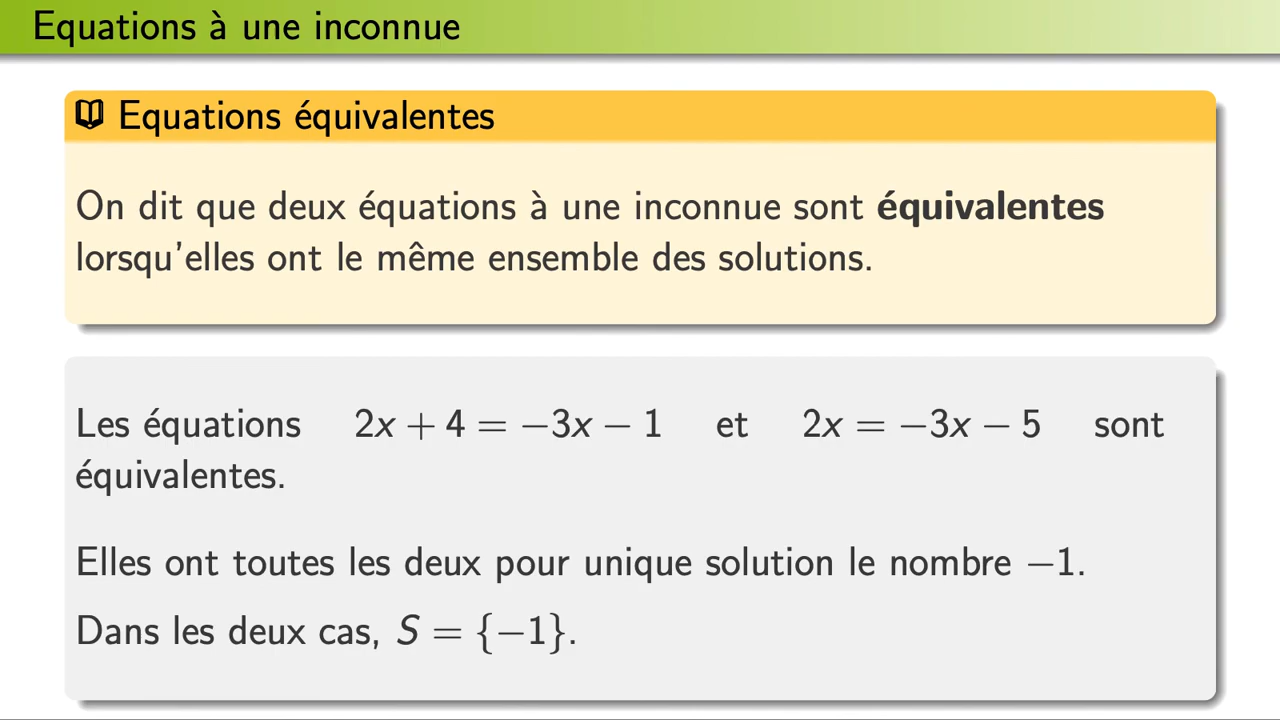 Equations à une inconnue
Equations équivalentes
On dit que deux équations à une inconnue sont équivalentes
lorsqu'elles ont le même ensemble des solutions.
Les équations 2x + 4 = −3x − 1 et 2x = −3x − 5 sont
équivalentes.
Elles ont toutes les deux pour unique solution le nombre −1.
Dans les deux cas, S = {−1}.